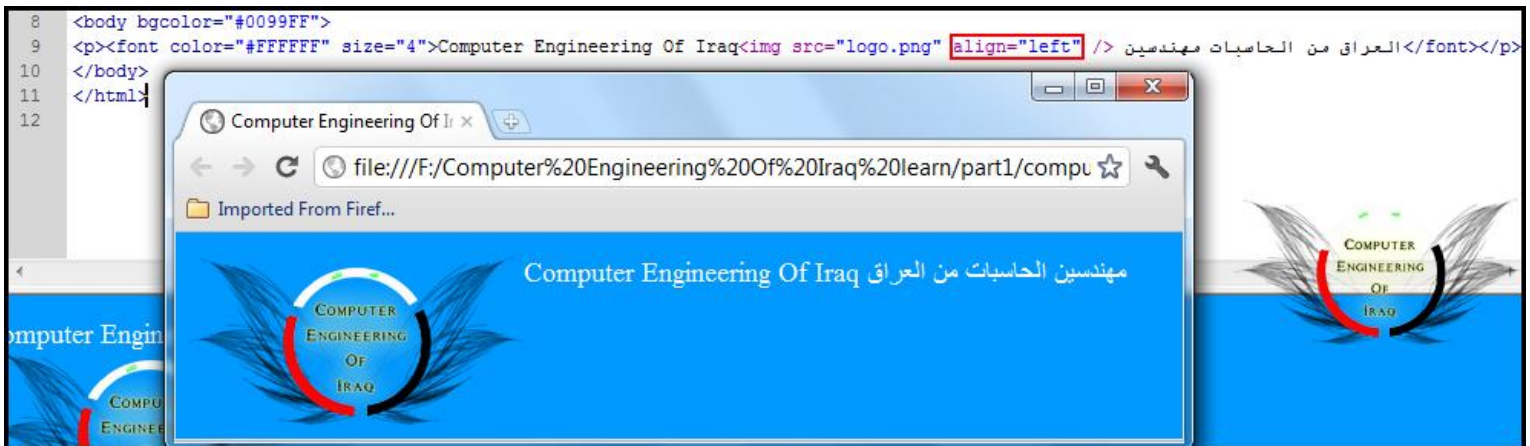 8 <body bgcolor="#0099FF">
9 <p><font color="#FFFFFF" size="4">Computer Engineering Of Iraq<img src="logo.png" align="left" /> العراق من الحاسبات مهندسين</font></p>
10 </body>
11 </html>
12
Computer Engineering Of Ir
file:///F:/Computer%20Engineering%20Of%20Iraq%20learn/part1/compu
Imported From Firef...
Computer Engineering Of Iraq مهندسين الحاسبات من العراق
COMPUTER
ENGINEERING
OF
IRAQ
COMPUTER
ENGINEERING
OF
IRAQ
omputer Engin
COMPU
ENGINEE